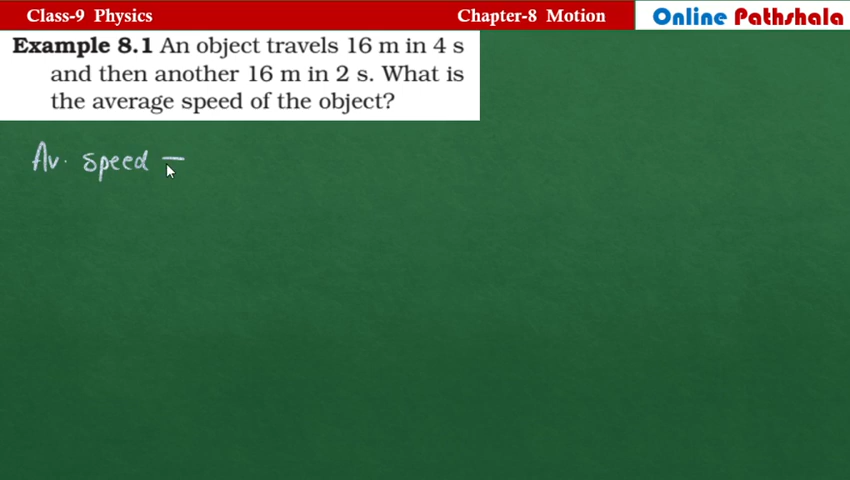 Class-9 Physics Chapter-8 Motion Online Pathshala
Example 8.1 An object travels 16 m in 4 s
and then another 16 m in 2 s. What is
the average speed of the object?
Av. speed –